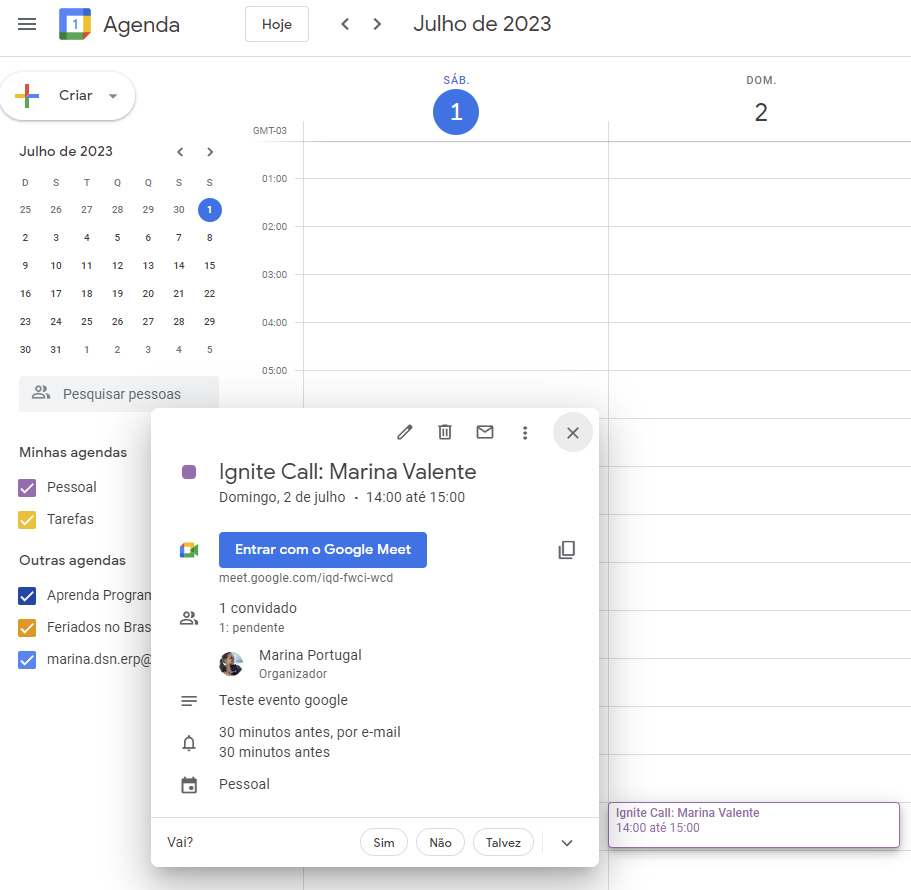 1 Agenda
Hoje
Julho de 2023
Criar
Julho de 2023
D S T Q Q S S
25 26 27 28 29 30 1
2 3 4 5 6 7 8
9 10 11 12 13 14 15
16 17 18 19 20 21 22
23 24 25 26 27 28 29
30 31 1 2 3 4 5
Pesquisar pessoas
Minhas agendas
Pessoal
Tarefas
Outras agendas
Aprenda Program
Feriados no Bras
marina.dsn.erp@
SÁB.
1
DOM.
2
GMT-03
01:00
02:00
03:00
04:00
05:00
Ignite Call: Marina Valente
Domingo, 2 de julho · 14:00 até 15:00
Entrar com o Google Meet
meet.google.com/iqd-fwci-wcd
1 convidado
1: pendente
Marina Portugal
Organizador
Teste evento google
30 minutos antes, por e-mail
30 minutos antes
Pessoal
Vai?
Sim
Não
Talvez
Ignite Call: Marina Valente
14:00 até 15:00